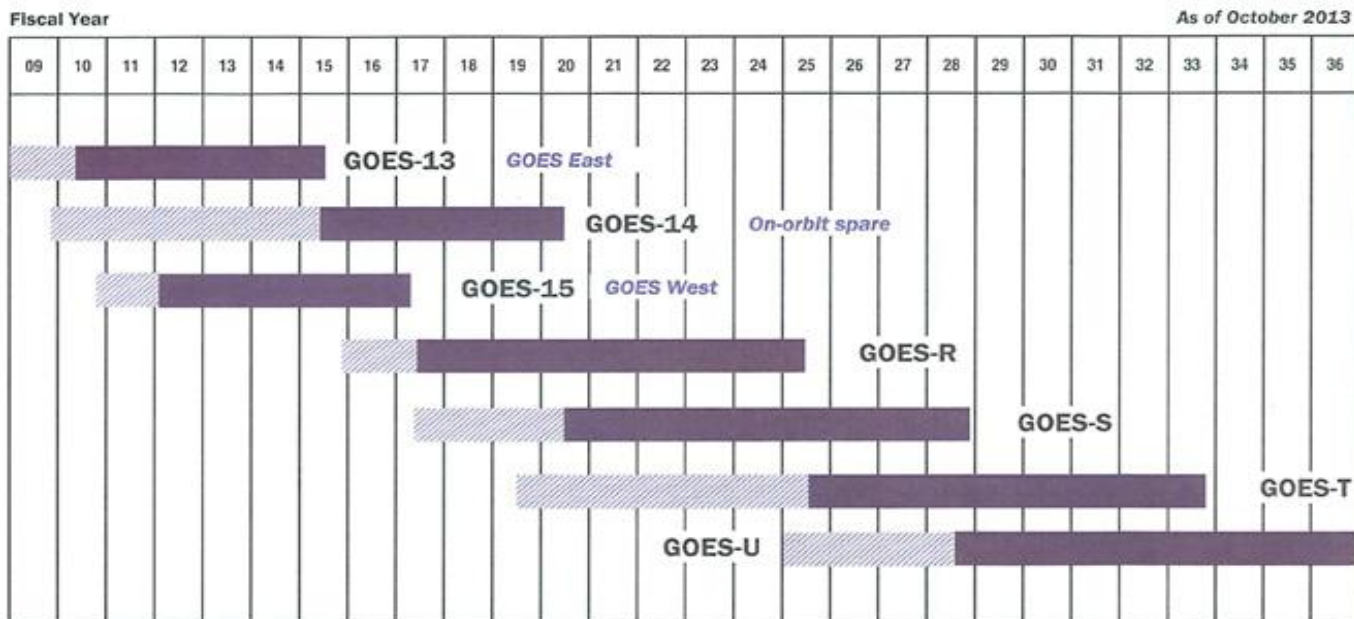 Fiscal Year As of October 2013
09 10 11 12 13 14 15 16 17 18 19 20 21 22 23 24 25 26 27 28 29 30 31 32 33 34 35 36
GOES-13 GOES East
GOES-14 On-orbit spare
GOES-15 GOES West
GOES-R
GOES-S
GOES-T
GOES-U